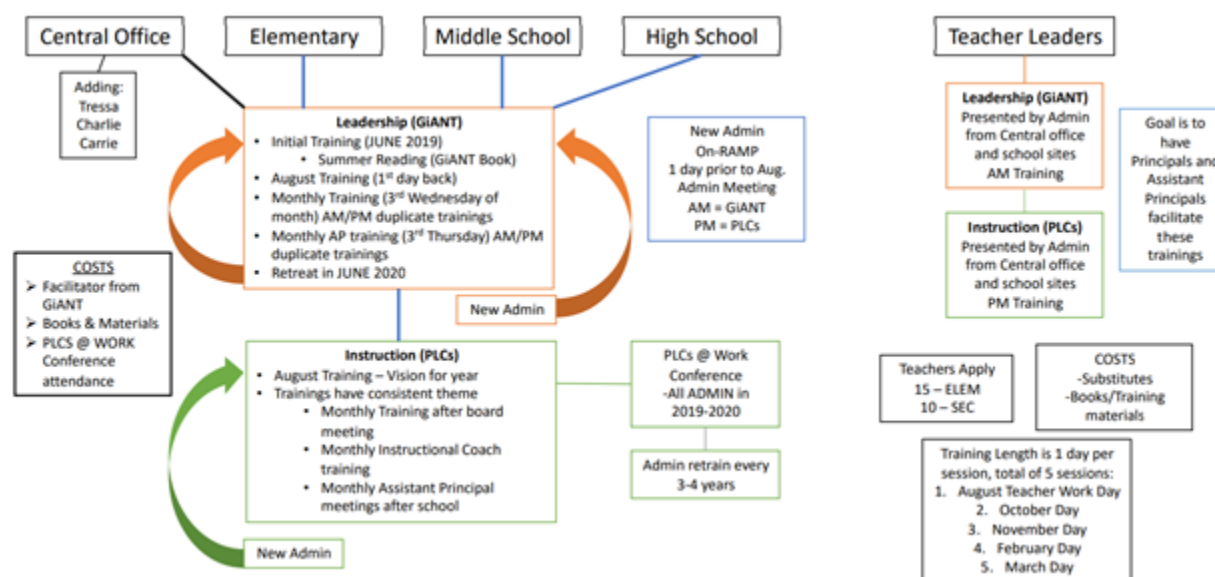 Central Office
Elementary
Middle School
High School
Teacher Leaders
Adding:
Tressa
Charlie
Carrie
Leadership (GiANT)
• Initial Training (JUNE 2019)
• Summer Reading (GiANT Book)
• August Training (1st day back)
• Monthly Training (3rd Wednesday of
month) AM/PM duplicate trainings
• Monthly AP training (3rd Thursday) AM/PM
duplicate trainings
• Retreat in JUNE 2020
New Admin
New Admin
On-RAMP
1 day prior to Aug.
Admin Meeting
AM = GiANT
PM = PLCs
Leadership (GiANT)
Presented by Admin
from Central office
and school sites
AM Training
Goal is to
have
Principals and
Assistant
Principals
facilitate
these
trainings
Instruction (PLCs)
Presented by Admin
from Central office
and school sites
PM Training
COSTS
➢ Facilitator from
GiANT
➢ Books & Materials
➢ PLCS @ WORK
Conference
attendance
Instruction (PLCs)
• August Training – Vision for year
• Trainings have consistent theme
• Monthly Training after board
meeting
• Monthly Instructional Coach
training
• Monthly Assistant Principal
meetings after school
New Admin
PLCs @ Work
Conference
-All ADMIN in
2019-2020
Admin retrain every
3-4 years
Teachers Apply
15 – ELEM
10 – SEC
COSTS
-Substitutes
-Books/Training
materials
Training Length is 1 day per
session, total of 5 sessions:
1. August Teacher Work Day
2. October Day
3. November Day
4. February Day
5. March Day